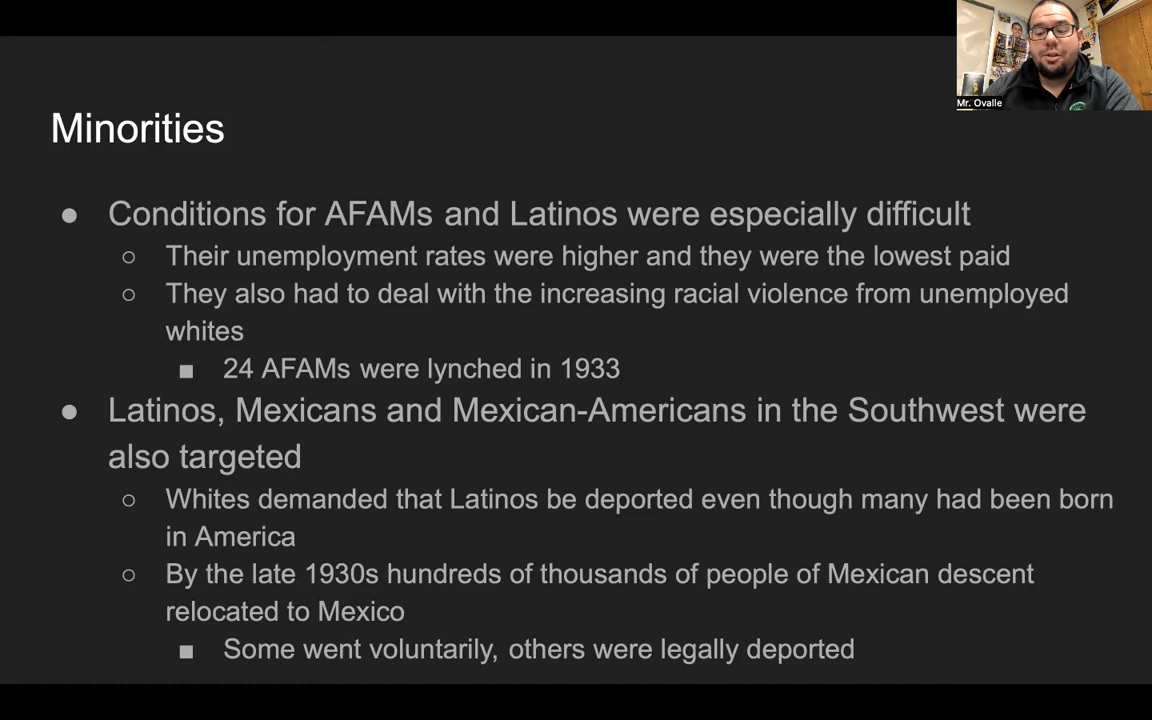 Mr. Ovalle
Minorities
● Conditions for AFAMs and Latinos were especially difficult
○ Their unemployment rates were higher and they were the lowest paid
○ They also had to deal with the increasing racial violence from unemployed
whites
■ 24 AFAMs were lynched in 1933
● Latinos, Mexicans and Mexican-Americans in the Southwest were
also targeted
○ Whites demanded that Latinos be deported even though many had been born
in America
○ By the late 1930s hundreds of thousands of people of Mexican descent
relocated to Mexico
■ Some went voluntarily, others were legally deported